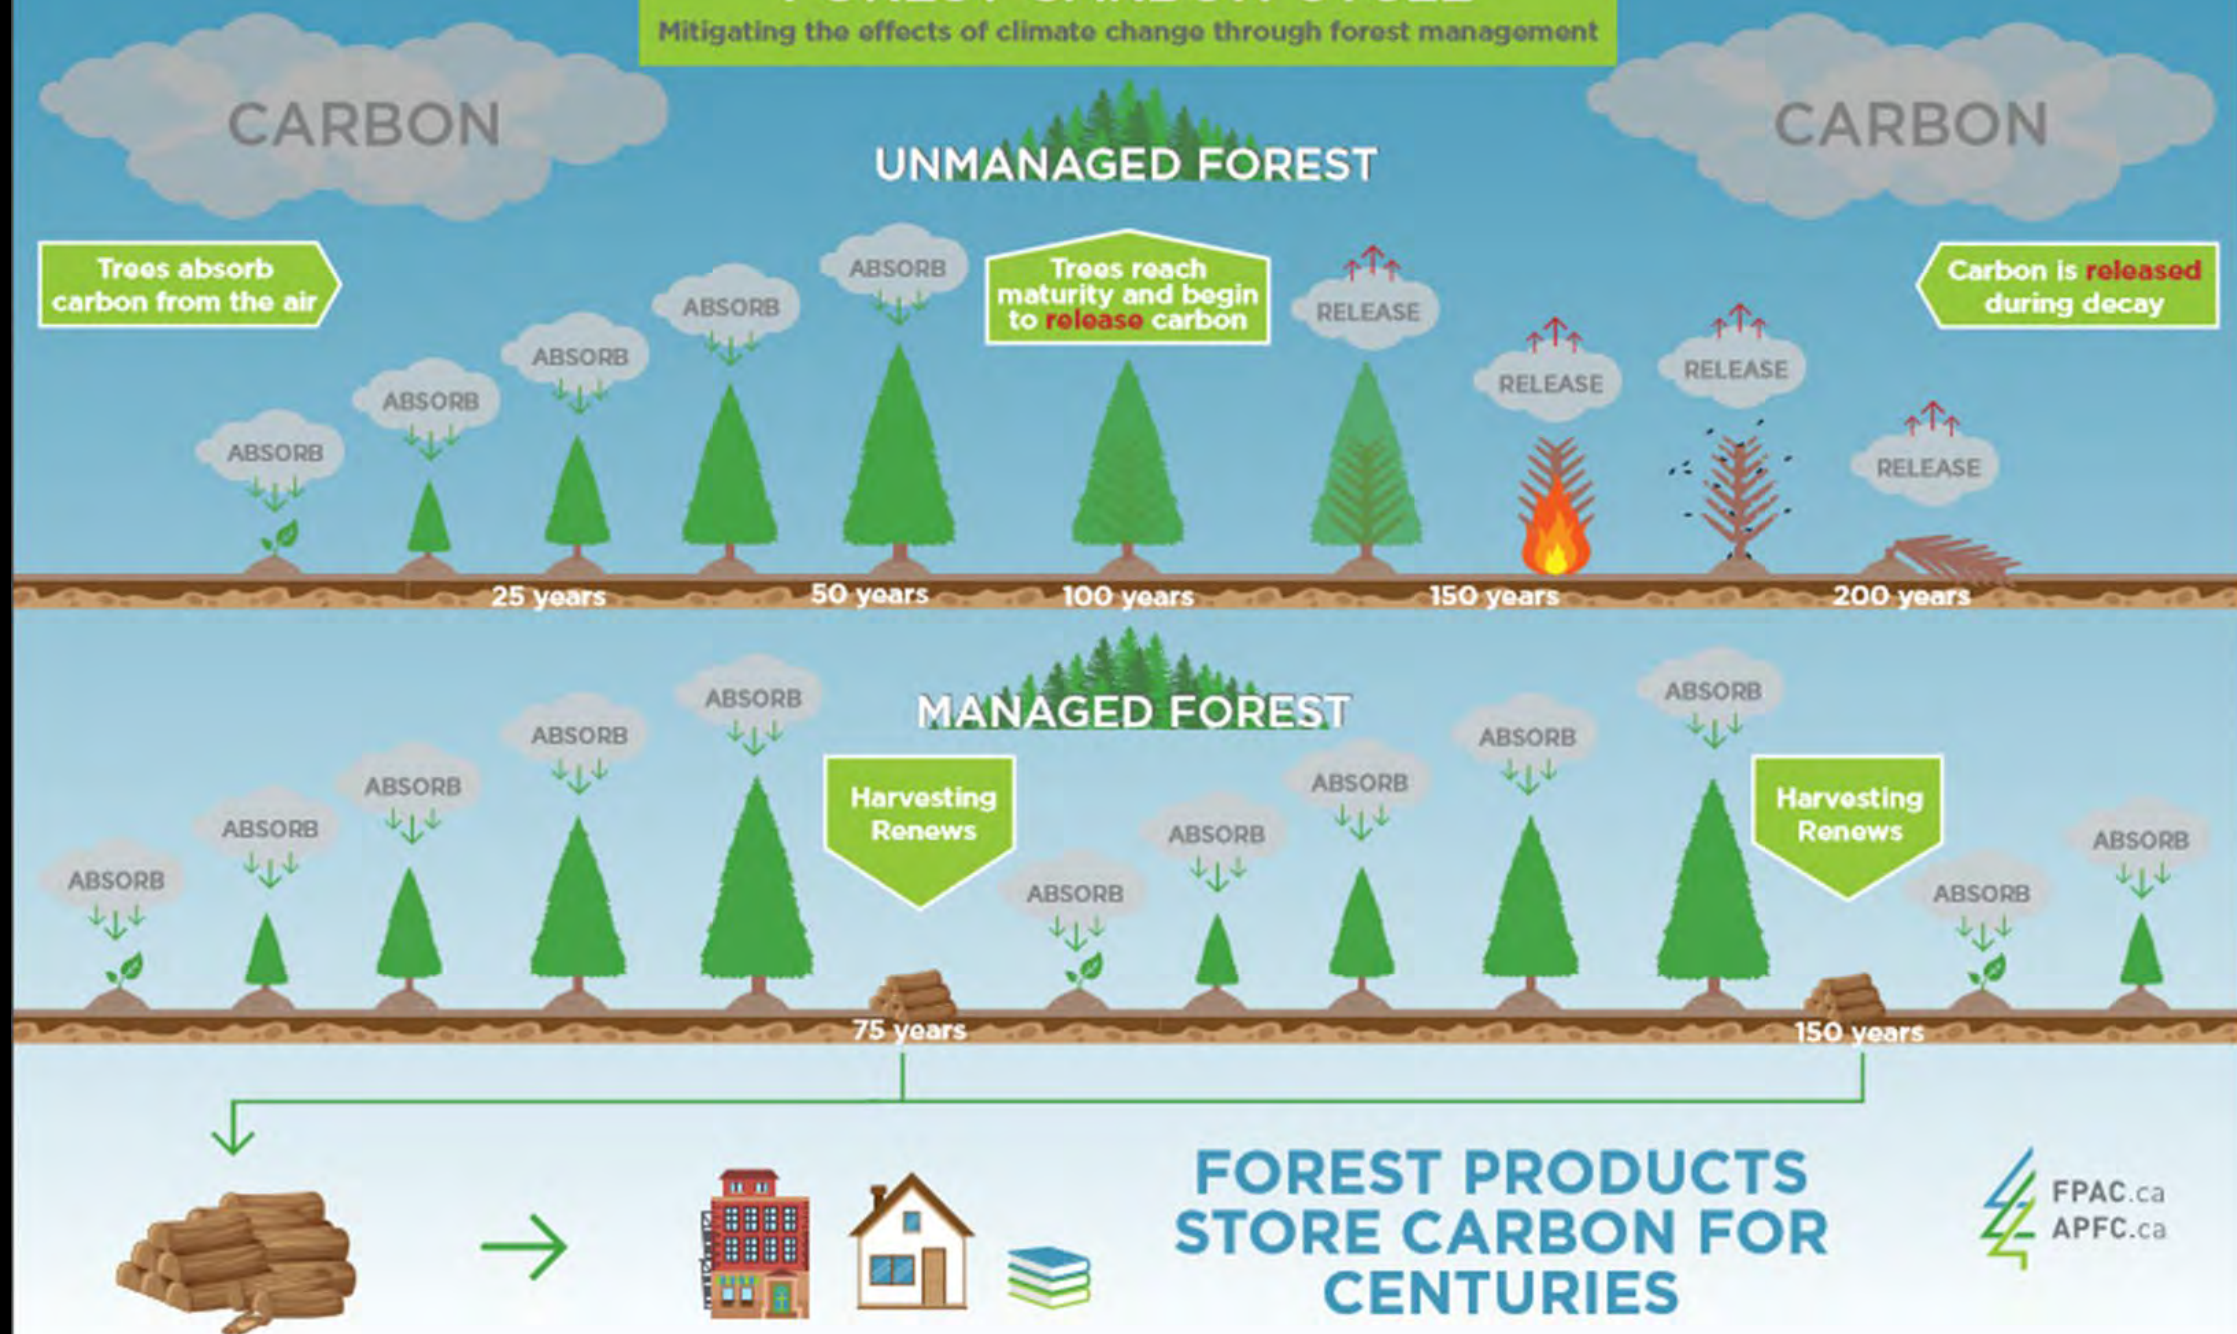 Mitigating the effects of climate change through forest management
CARBON
CARBON
UNMANAGED FOREST
Trees absorb
carbon from the air
ABSORB
ABSORB
ABSORB
ABSORB
ABSORB
Trees reach
maturity and begin
to release carbon
RELEASE
RELEASE
RELEASE
RELEASE
Carbon is released
during decay
25 years
50 years
100 years
150 years
200 years
MANAGED FOREST
ABSORB
ABSORB
ABSORB
ABSORB
ABSORB
Harvesting
Renews
ABSORB
ABSORB
ABSORB
ABSORB
ABSORB
Harvesting
Renews
ABSORB
ABSORB
75 years
150 years
FOREST PRODUCTS
STORE CARBON FOR
CENTURIES
FPAC.ca
APFC.ca